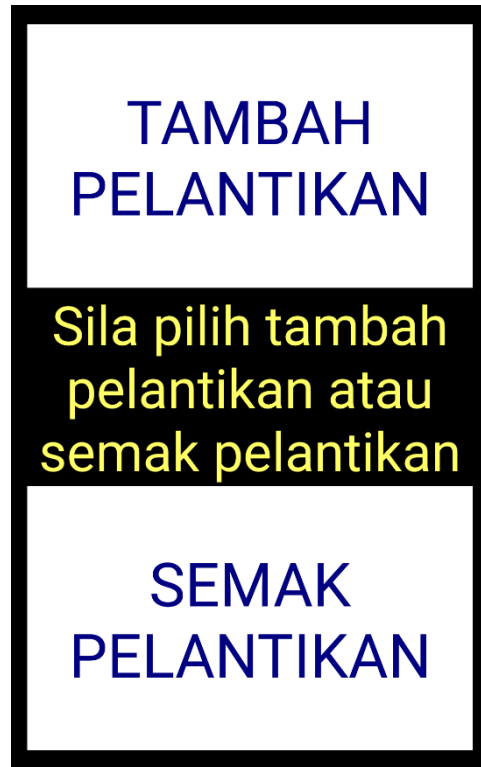 TAMBAH
PELANTIKAN
Sila pilih tambah
pelantikan atau
semak pelantikan
SEMAK
PELANTIKAN